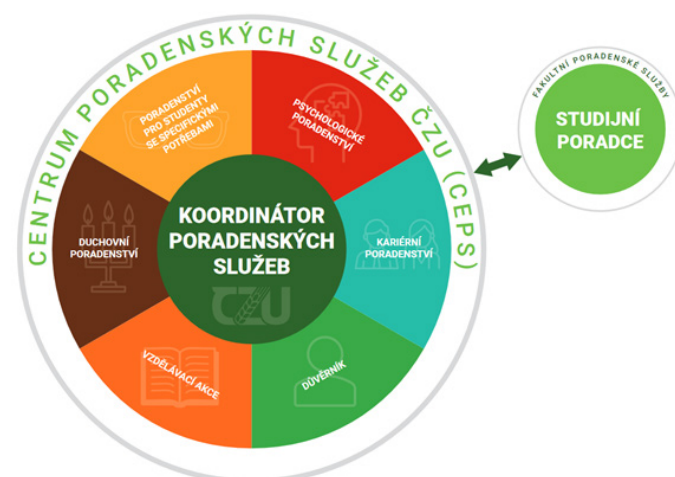 CENTRUM PORADENSKÝCH SLUŽEB ČZU (CEPS)
PORADENSTVÍ
PRO STUDENTY
SE SPECIFICKÝMI
POTŘEBAMI
PSYCHOLOGICKÉ
PORADENSTVÍ
DUCHOVNÍ
PORADENSTVÍ
KOORDINÁTOR
PORADENSKÝCH
SLUŽEB
ČZU
KARIÉRNÍ
PORADENSTVÍ
VZDĚLÁVACÍ AKCE
DŮVĚRNÍK
FAKULTNÍ PORADENSKÉ SLUŽBY
STUDIJNÍ
PORADCE